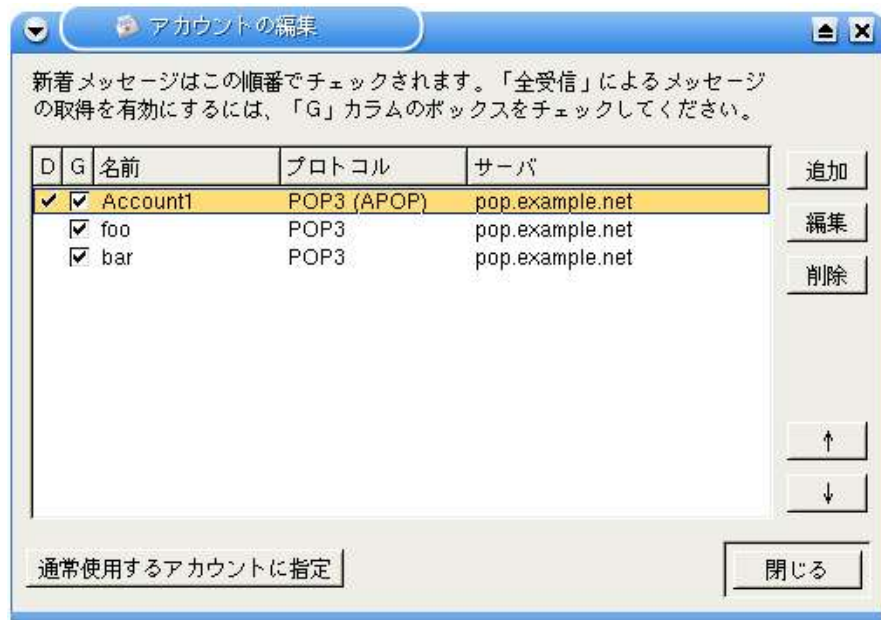 アカウントの編集
新着メッセージはこの順番でチェックされます。「全受信」によるメッセージ
の取得を有効にするには、「G」カラムのボックスをチェックしてください。
D G 名前 プロトコル サーバ
Account1 POP3 (APOP) pop.example.net
foo POP3 pop.example.net
bar POP3 pop.example.net
追加
編集
削除
↑
↓
通常使用するアカウントに指定
閉じる